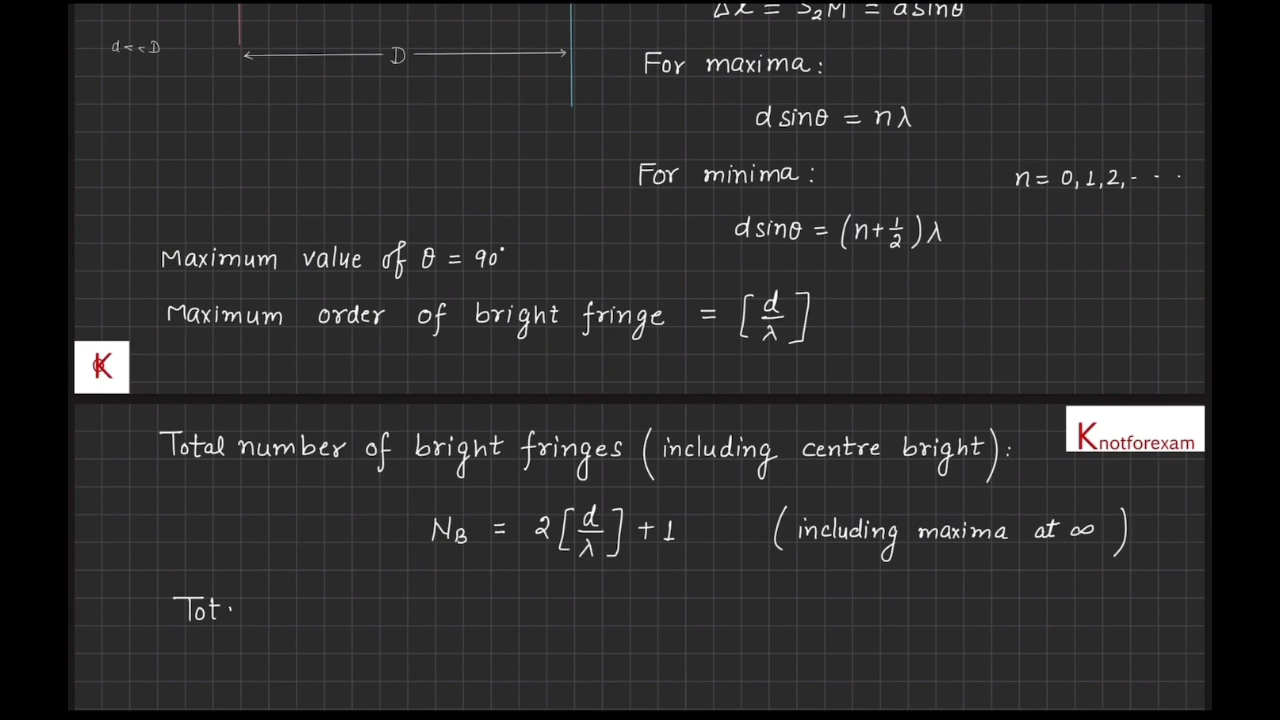 Δx = S₂M = d sinθ
d<<D
D
For maxima:
d sinθ = nλ
For minima:
n = 0, 1, 2, - - -
d sinθ = (n+½)λ
Maximum value of θ = 90°
Maximum order of bright fringe = [d/λ]
K
Knotforexam
Total number of bright fringes (including centre bright):
N_B = 2[d/λ] + 1 (including maxima at ∞)
Tot.